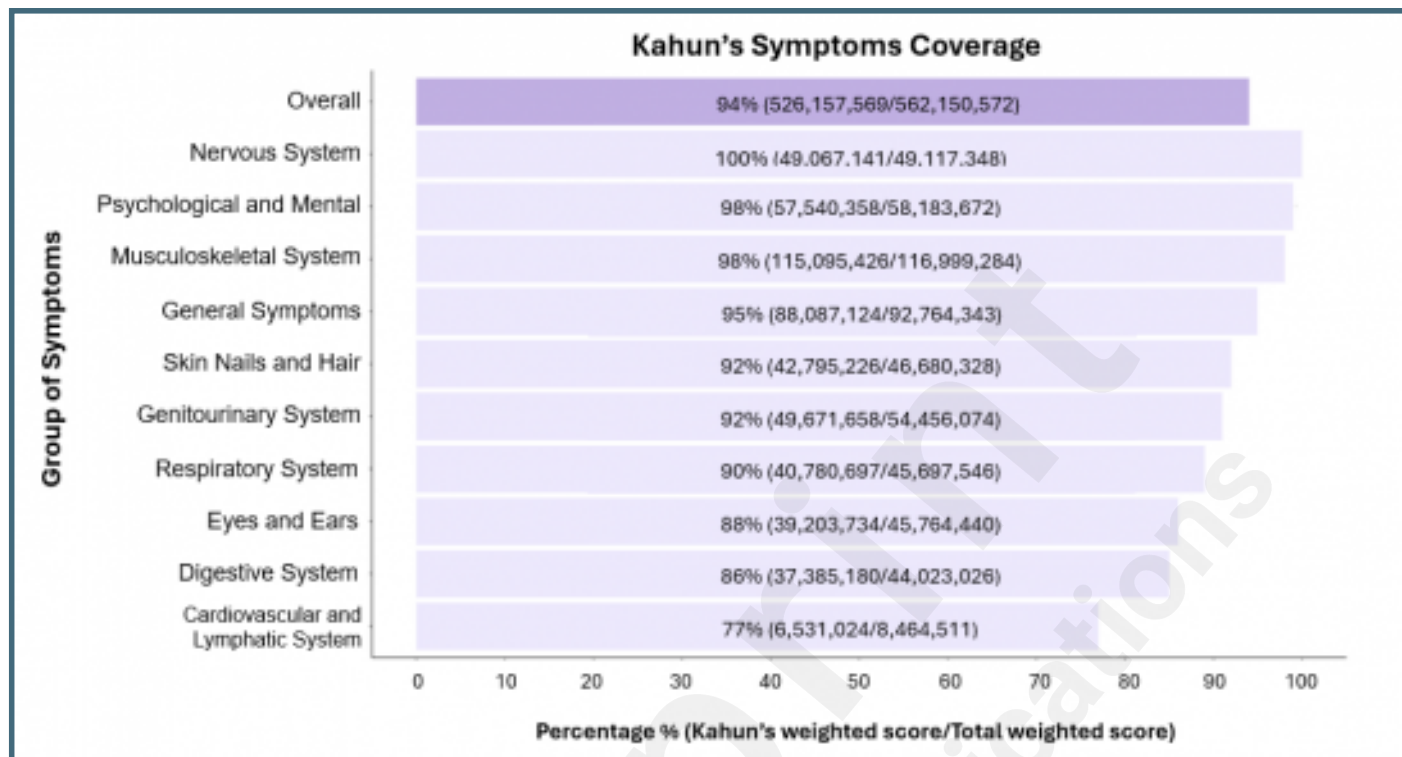 Kahun's Symptoms Coverage
Group of Symptoms
Overall
94% (526,157,569/562,150,572)
Nervous System
100% (49.067.141/49.117.348)
Psychological and Mental
98% (57,540,358/58,183,672)
Musculoskeletal System
98% (115,095,426/116,999,284)
General Symptoms
95% (88,087,124/92,764,343)
Skin Nails and Hair
92% (42,795,226/46,680,328)
Genitourinary System
92% (49,671,658/54,456,074)
Respiratory System
90% (40,780,697/45,697,546)
Eyes and Ears
88% (39,203,734/45,764,440)
Digestive System
86% (37,385,180/44,023,026)
Cardiovascular and
Lymphatic System
77% (6,531,024/8,464,511)
0 10 20 30 40 50 60 70 80 90 100
Percentage % (Kahun's weighted score/Total weighted score)